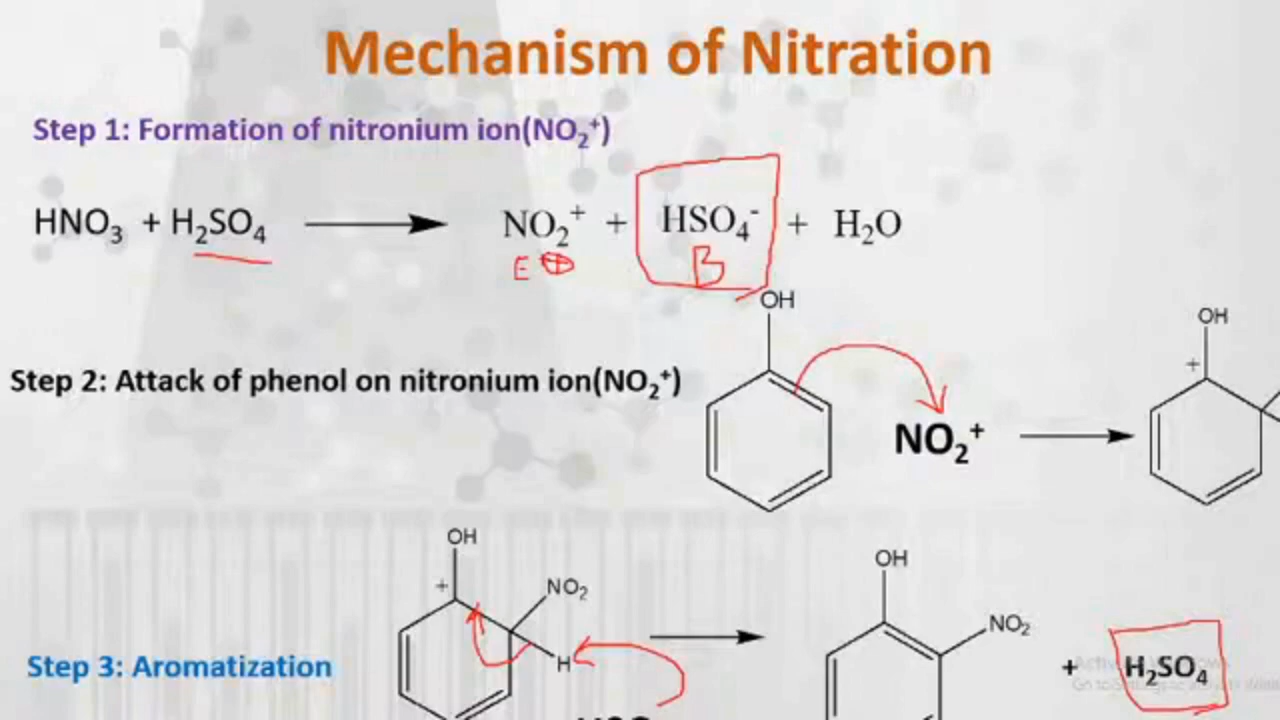 Mechanism of Nitration
Step 1: Formation of nitronium ion(NO₂⁺)
HNO₃ + H₂SO₄ NO₂⁺ + HSO₄⁻ + H₂O
E ⊕ B
OH
OH
+
Step 2: Attack of phenol on nitronium ion(NO₂⁺)
NO₂⁺
OH
+
NO₂
H
OH
NO₂
Step 3: Aromatization
+ H₂SO₄